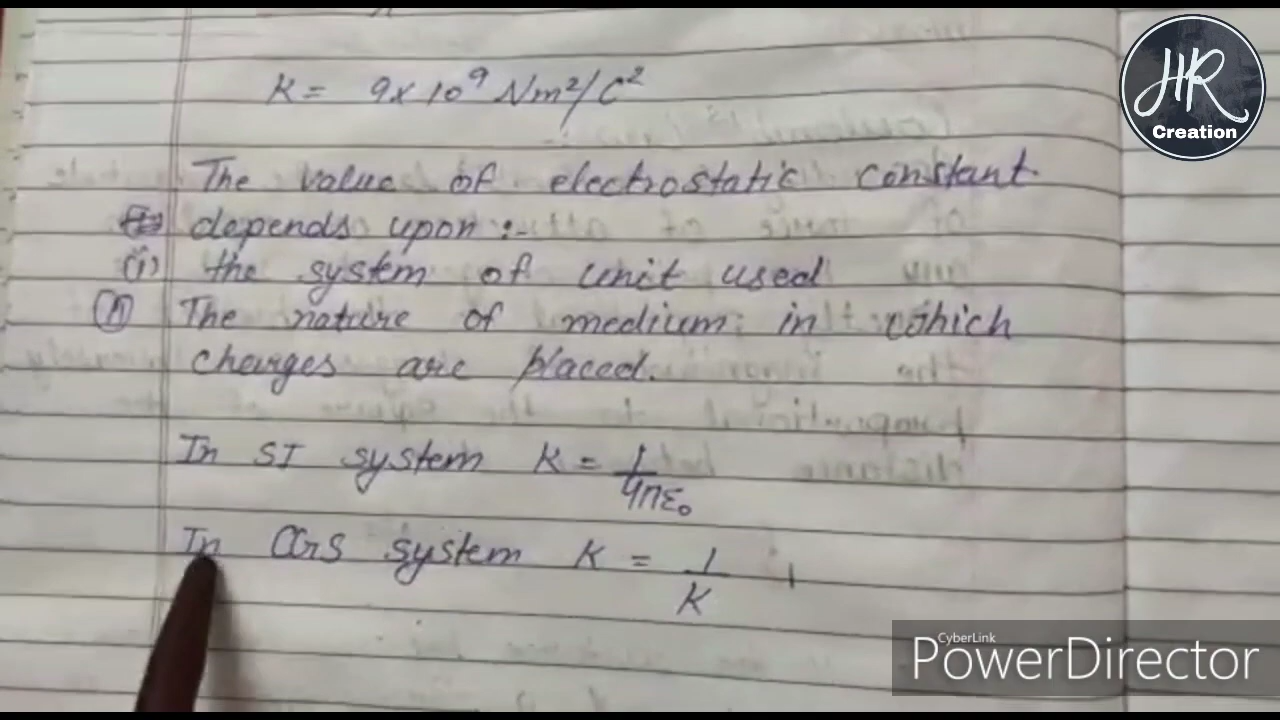 K = 9x10⁹ Nm²/C²
The value of electrostatic constant
depends upon :-
(i) the system of unit used
(ii) The nature of medium in which
charges are placed.
In SI system K = 1/4πε₀
In CGS system K = 1/K
HR
Creation
CyberLink
PowerDirector